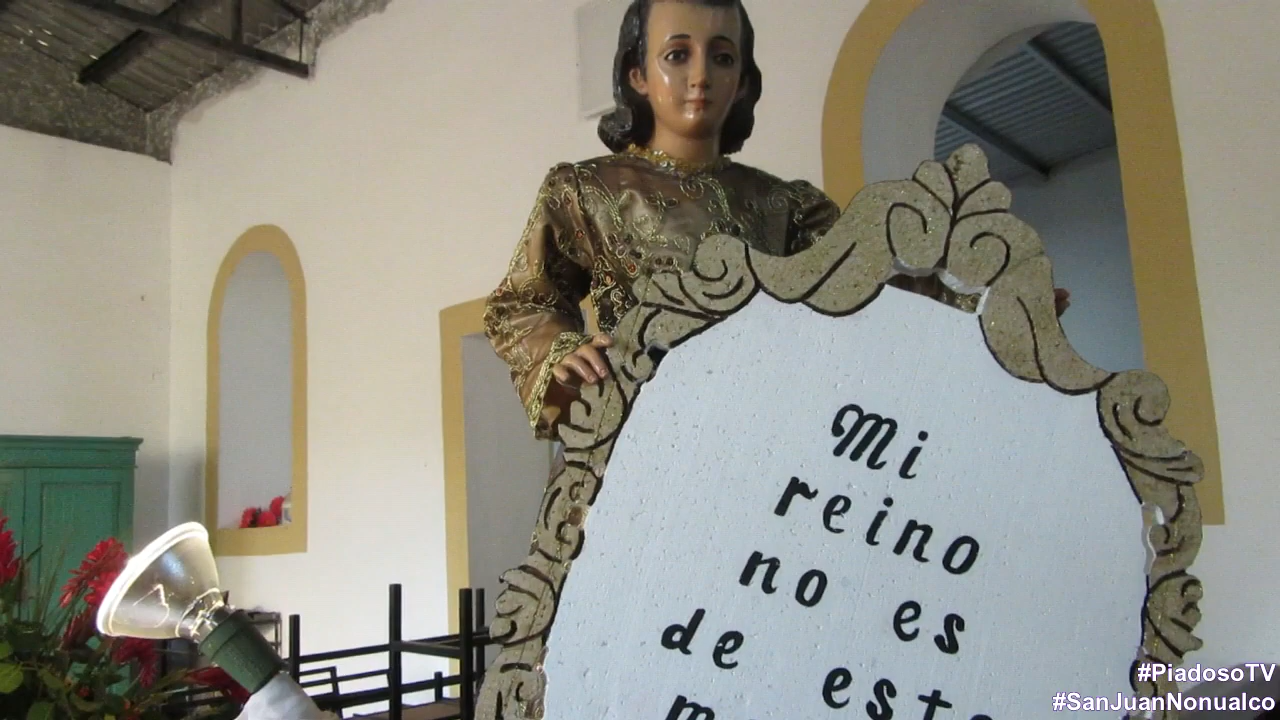 Mi
reino
no es
de este
#PiadosoTV
#SanJuanNonualco